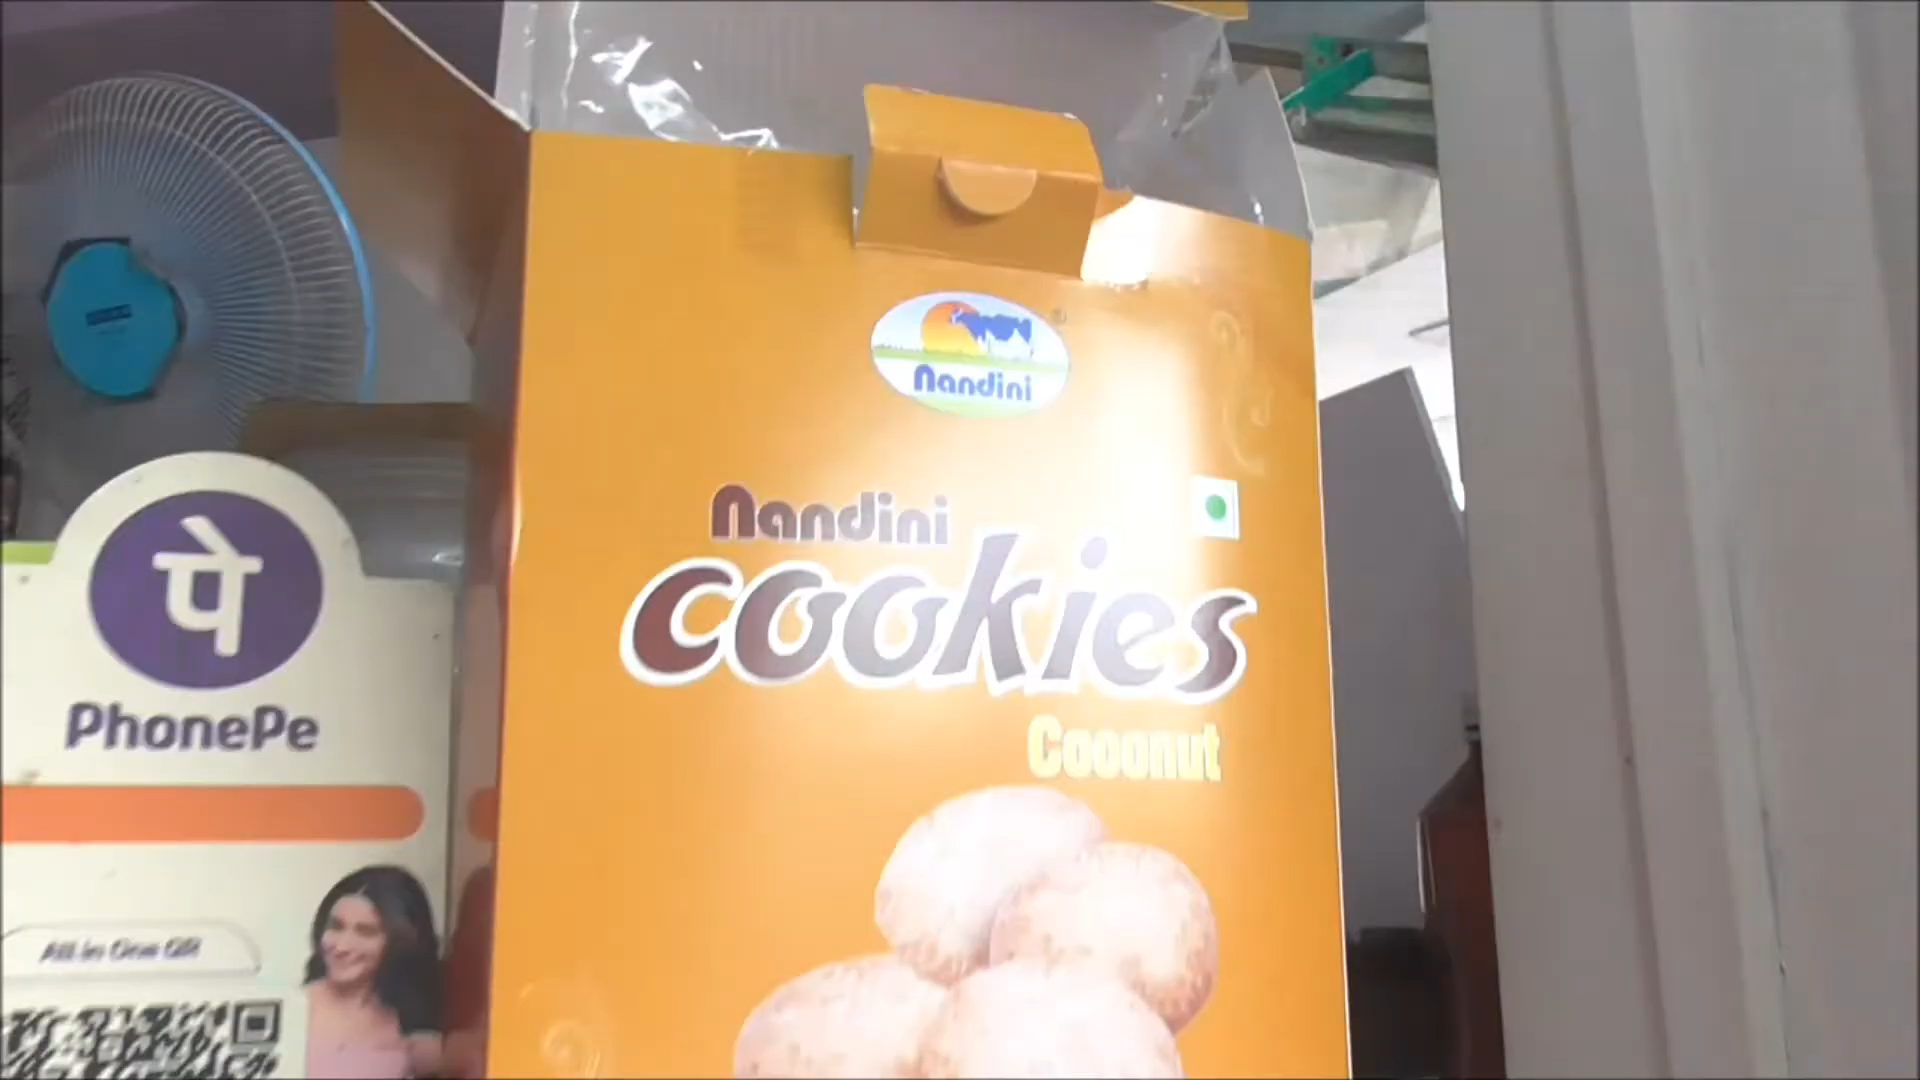 Nandini
Nandini
cookies
Coconut
पे
PhonePe
All in One QR